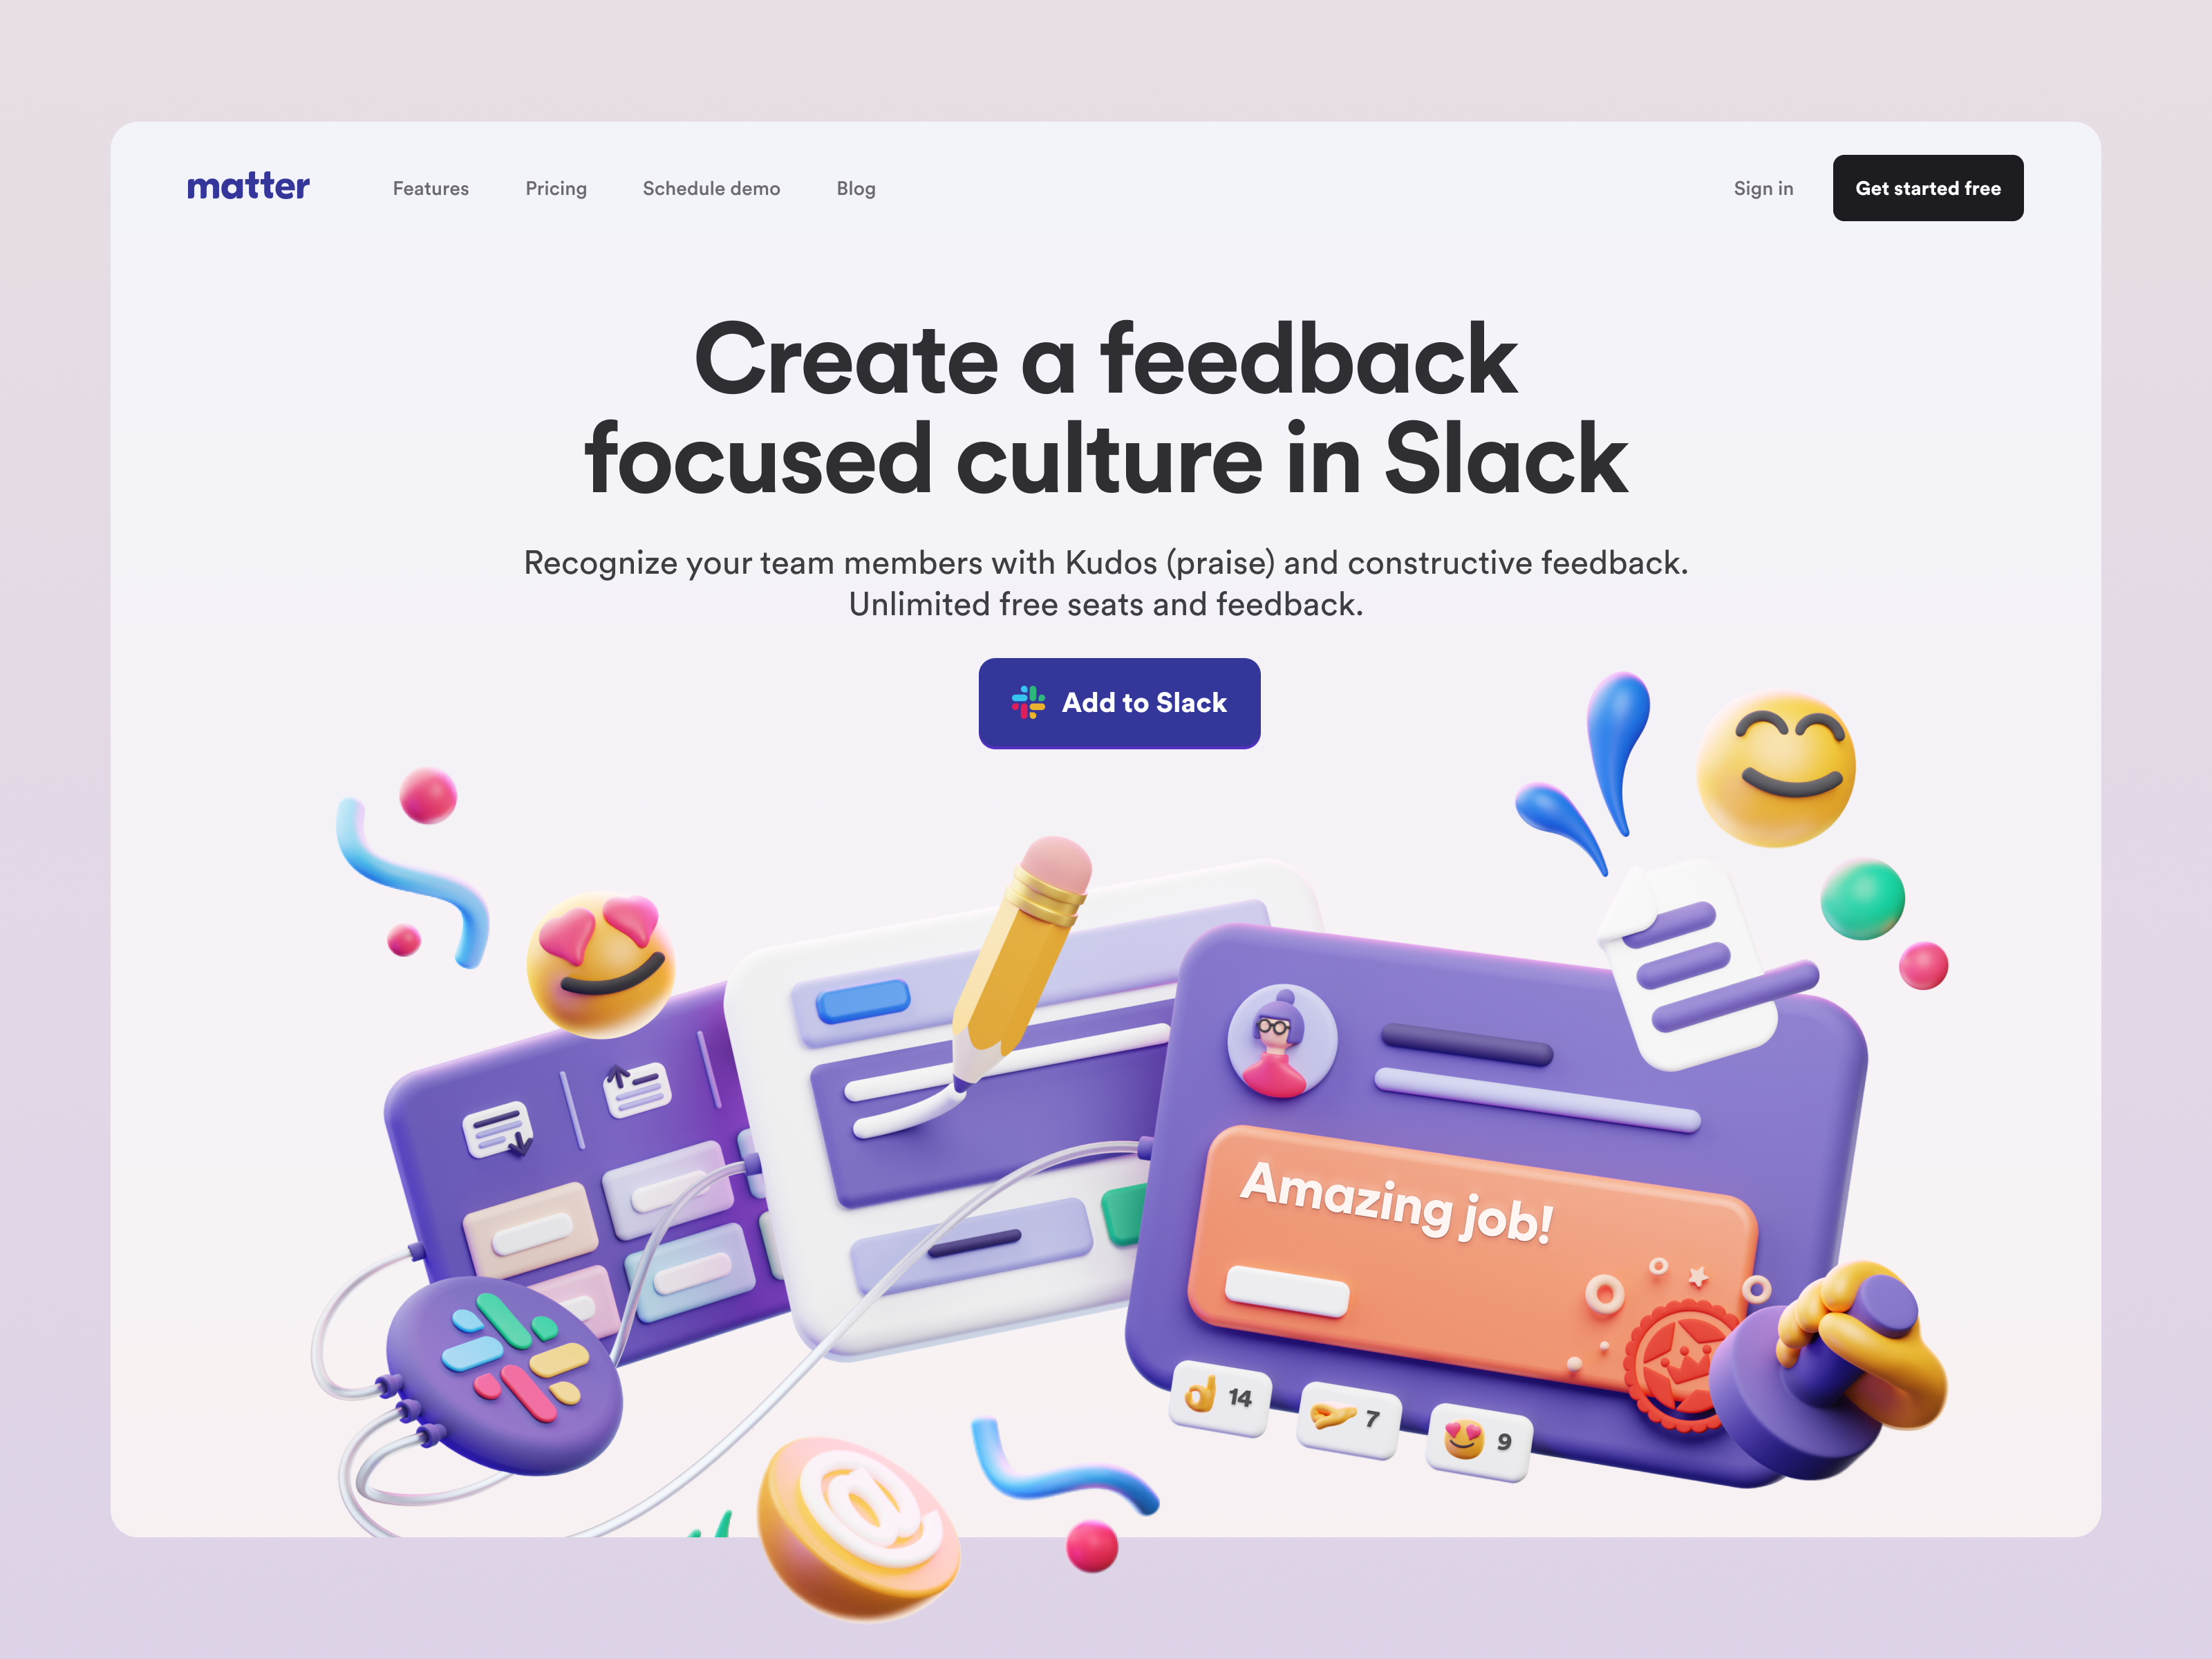 matter
Features
Pricing
Schedule demo
Blog
Sign in
Get started free
Create a feedback
focused culture in Slack
Recognize your team members with Kudos (praise) and constructive feedback.
Unlimited free seats and feedback.
Add to Slack
Amazing job!
14
7
9
@